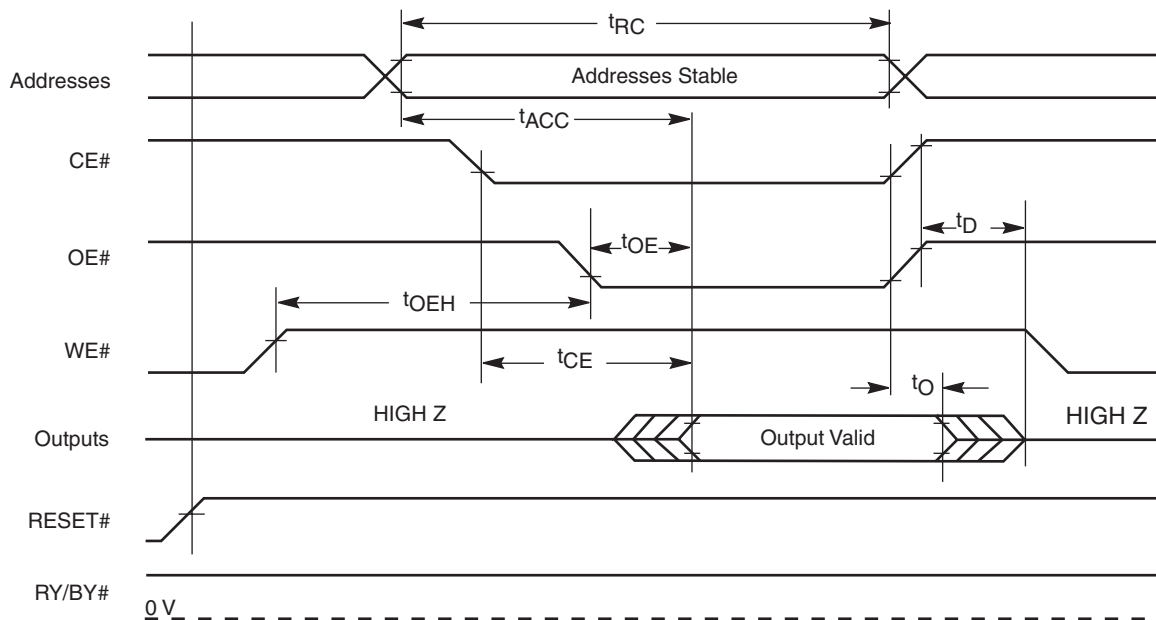 tRC
Addresses
Addresses Stable
tACC
CE#
tD
OE#
tOE
tOEH
WE#
tCE
tO
HIGH Z
HIGH Z
Outputs
Output Valid
RESET#
RY/BY#
0 V